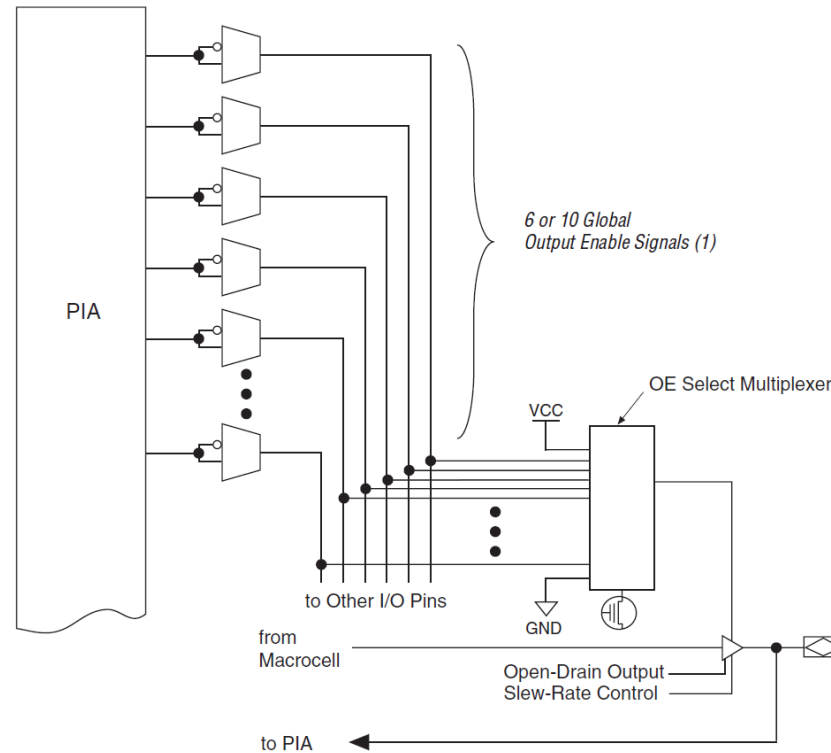 PIA
6 or 10 Global
Output Enable Signals (1)
OE Select Multiplexer
VCC
to Other I/O Pins
GND
from
Macrocell
Open-Drain Output
Slew-Rate Control
to PIA